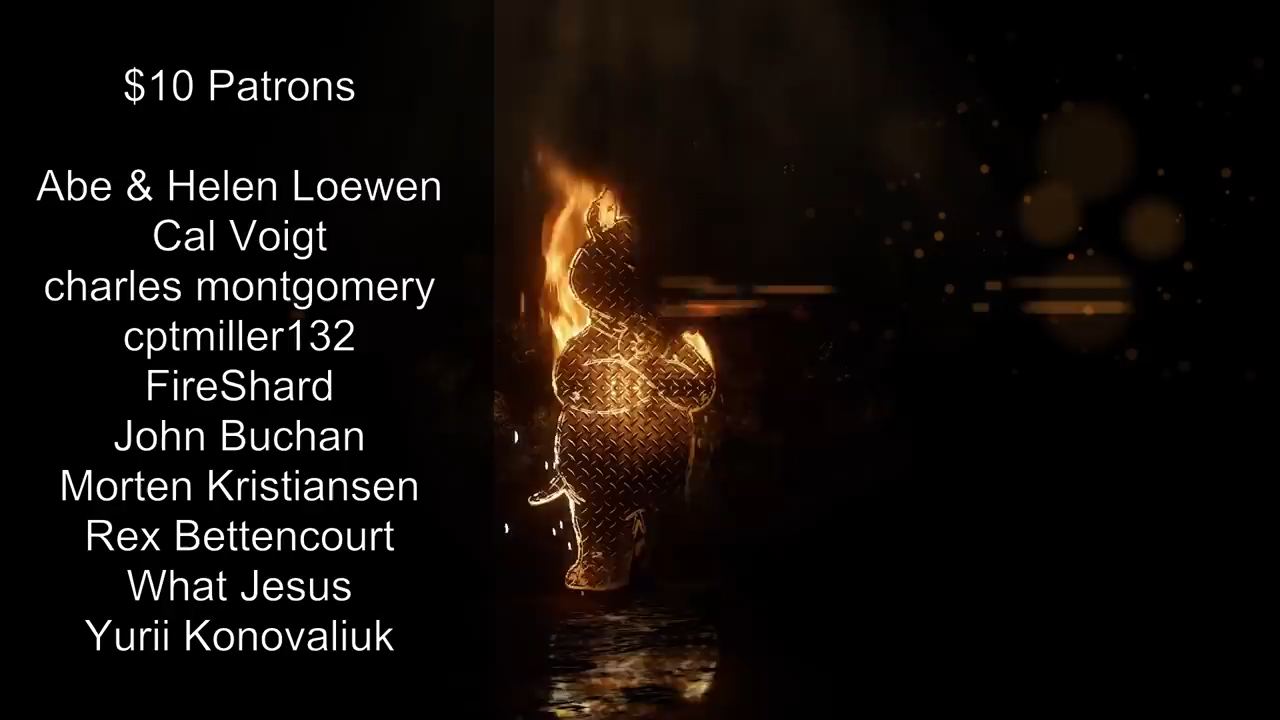 $10 Patrons
Abe & Helen Loewen
Cal Voigt
charles montgomery
cptmiller132
FireShard
John Buchan
Morten Kristiansen
Rex Bettencourt
What Jesus
Yurii Konovaliuk